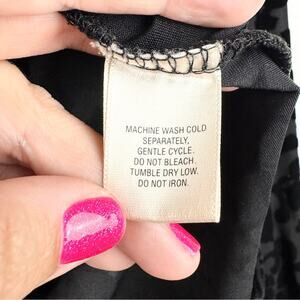 MACHINE WASH COLD
SEPARATELY,
GENTLE CYCLE.
DO NOT BLEACH.
TUMBLE DRY LOW.
DO NOT IRON.